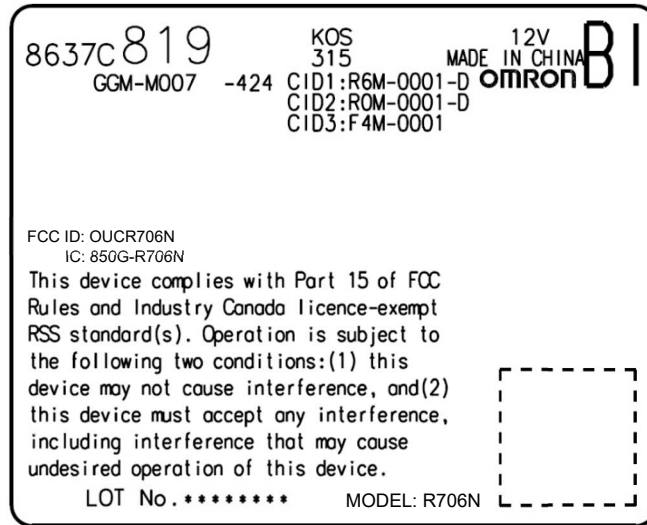 8637C819 KOS 12V BI
315 MADE IN CHINA
GGM-M007 -424 CID1:R6M-0001-D OMRON
CID2:R0M-0001-D
CID3:F4M-0001
FCC ID: OUCR706N
IC: 850G-R706N
This device complies with Part 15 of FCC
Rules and Industry Canada licence-exempt
RSS standard(s). Operation is subject to
the following two conditions:(1) this
device may not cause interference, and(2)
this device must accept any interference,
including interference that may cause
undesired operation of this device.
LOT No.******** MODEL: R706N